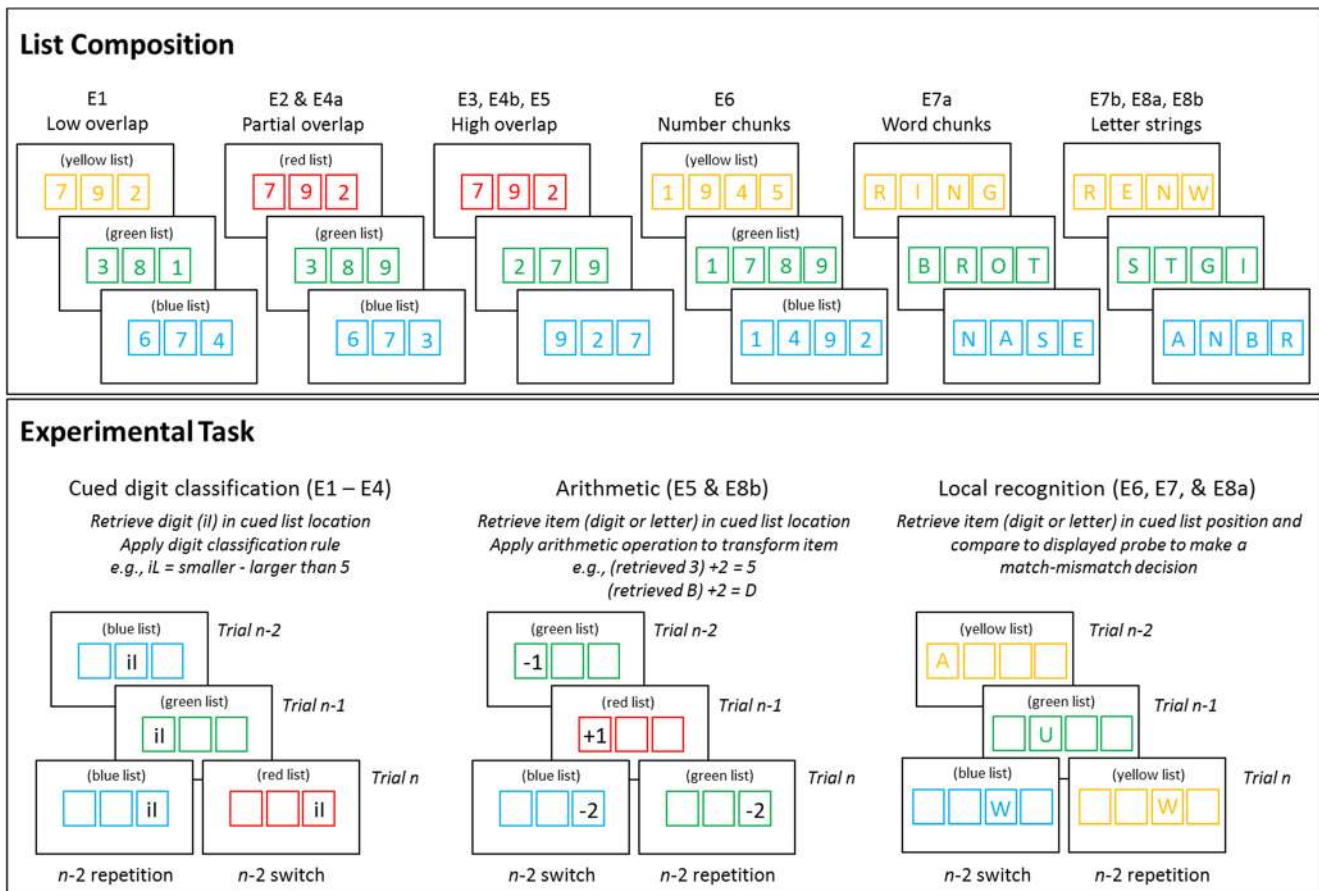 List Composition
E1
Low overlap
(yellow list)
7 9 2
(green list)
3 8 1
(blue list)
6 7 4
E2 & E4a
Partial overlap
(red list)
7 9 2
(green list)
3 8 9
(blue list)
6 7 3
E3, E4b, E5
High overlap
7 9 2
2 7 9
9 2 7
E6
Number chunks
(yellow list)
1 9 4 5
(green list)
1 7 8 9
(blue list)
1 4 9 2
E7a
Word chunks
R I N G
B R O T
N A S E
E7b, E8a, E8b
Letter strings
R E N W
S T G I
A N B R
Experimental Task
Cued digit classification (E1 – E4)
Retrieve digit (il) in cued list location
Apply digit classification rule
e.g., iL = smaller - larger than 5
(blue list)
il
Trial n-2
(green list)
il
Trial n-1
(blue list)
il
(red list)
il
Trial n
n-2 repetition
n-2 switch
Arithmetic (E5 & E8b)
Retrieve item (digit or letter) in cued list location
Apply arithmetic operation to transform item
e.g., (retrieved 3) +2 = 5
(retrieved B) +2 = D
(green list)
-1
Trial n-2
(red list)
+1
Trial n-1
(blue list)
-2
(green list)
-2
Trial n
n-2 switch
n-2 repetition
Local recognition (E6, E7, & E8a)
Retrieve item (digit or letter) in cued list position and
compare to displayed probe to make a
match-mismatch decision
(yellow list)
A
Trial n-2
(green list)
U
Trial n-1
(blue list)
W
(yellow list)
W
Trial n
n-2 switch
n-2 repetition